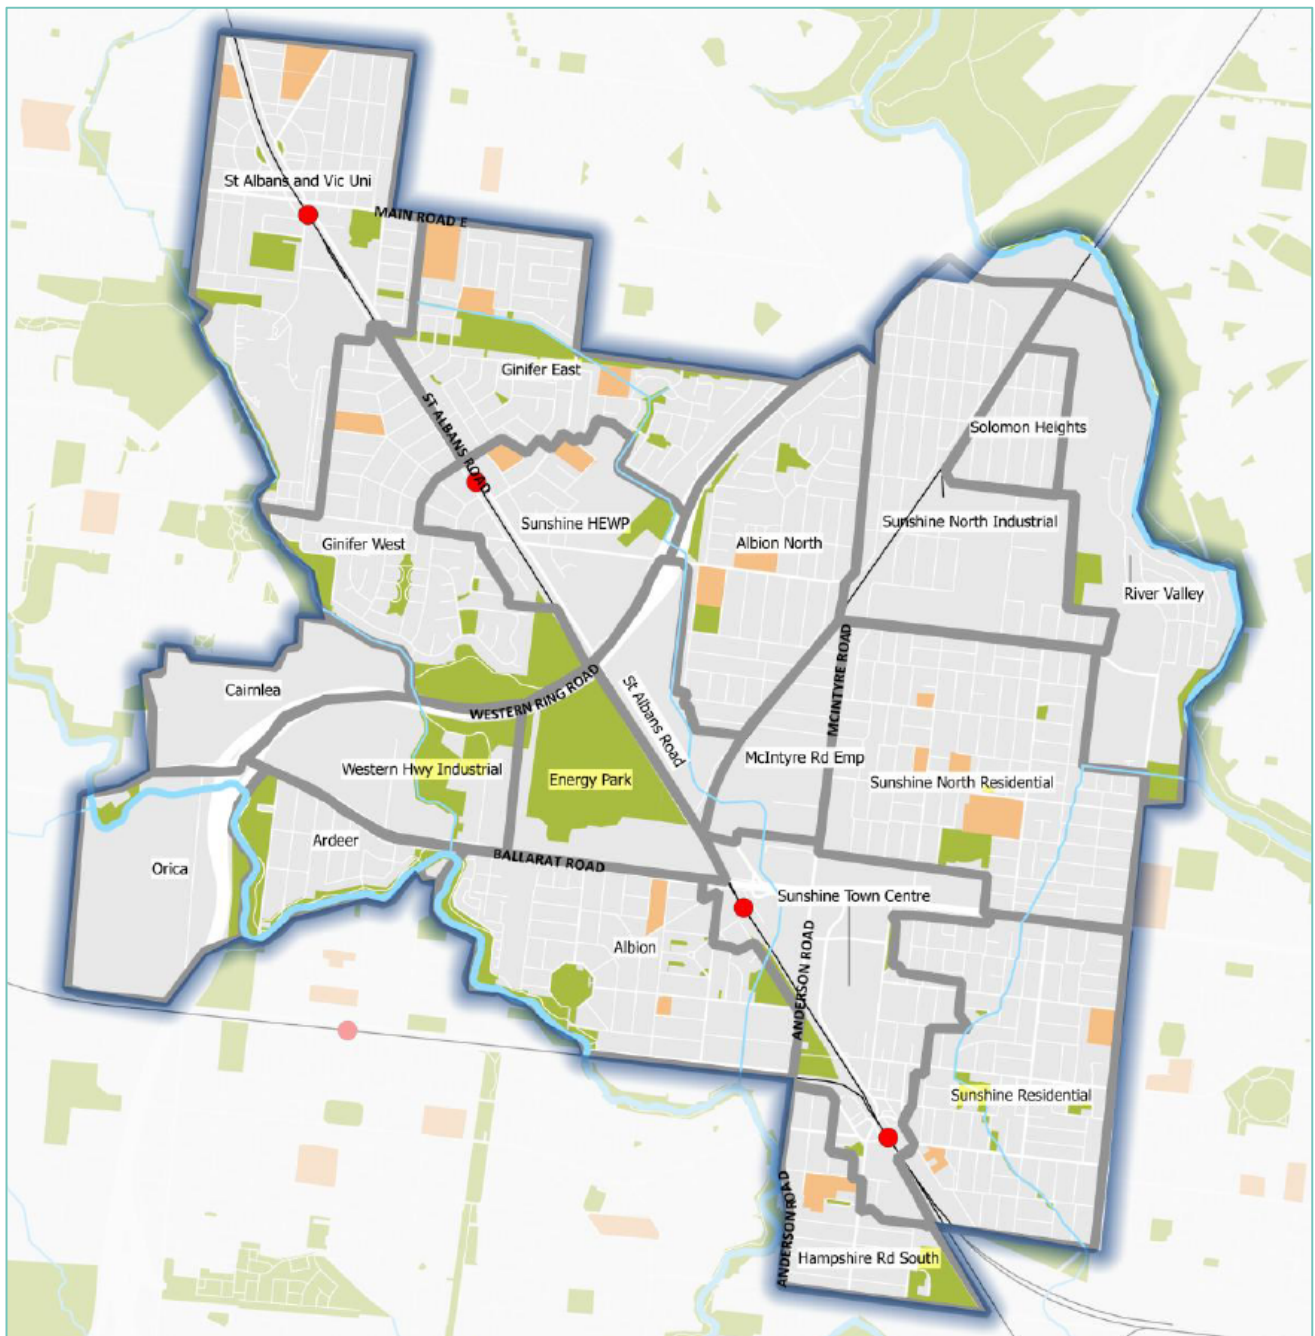 St Albans and Vic Uni
MAIN ROAD E
Ginifer East
ST ALBANS ROAD
Solomon Heights
Sunshine HEWP
Sunshine North Industrial
Ginifer West
Albion North
River Valley
Cairnlea
WESTERN RING ROAD
St Albans Road
MCINTYRE ROAD
Western Hwy Industrial
Energy Park
McIntyre Rd Emp
Sunshine North Residential
Ardeer
BALLARAT ROAD
Orica
Sunshine Town Centre
Albion
ANDERSON ROAD
Sunshine Residential
ANDERSON ROAD
Hampshire Rd South